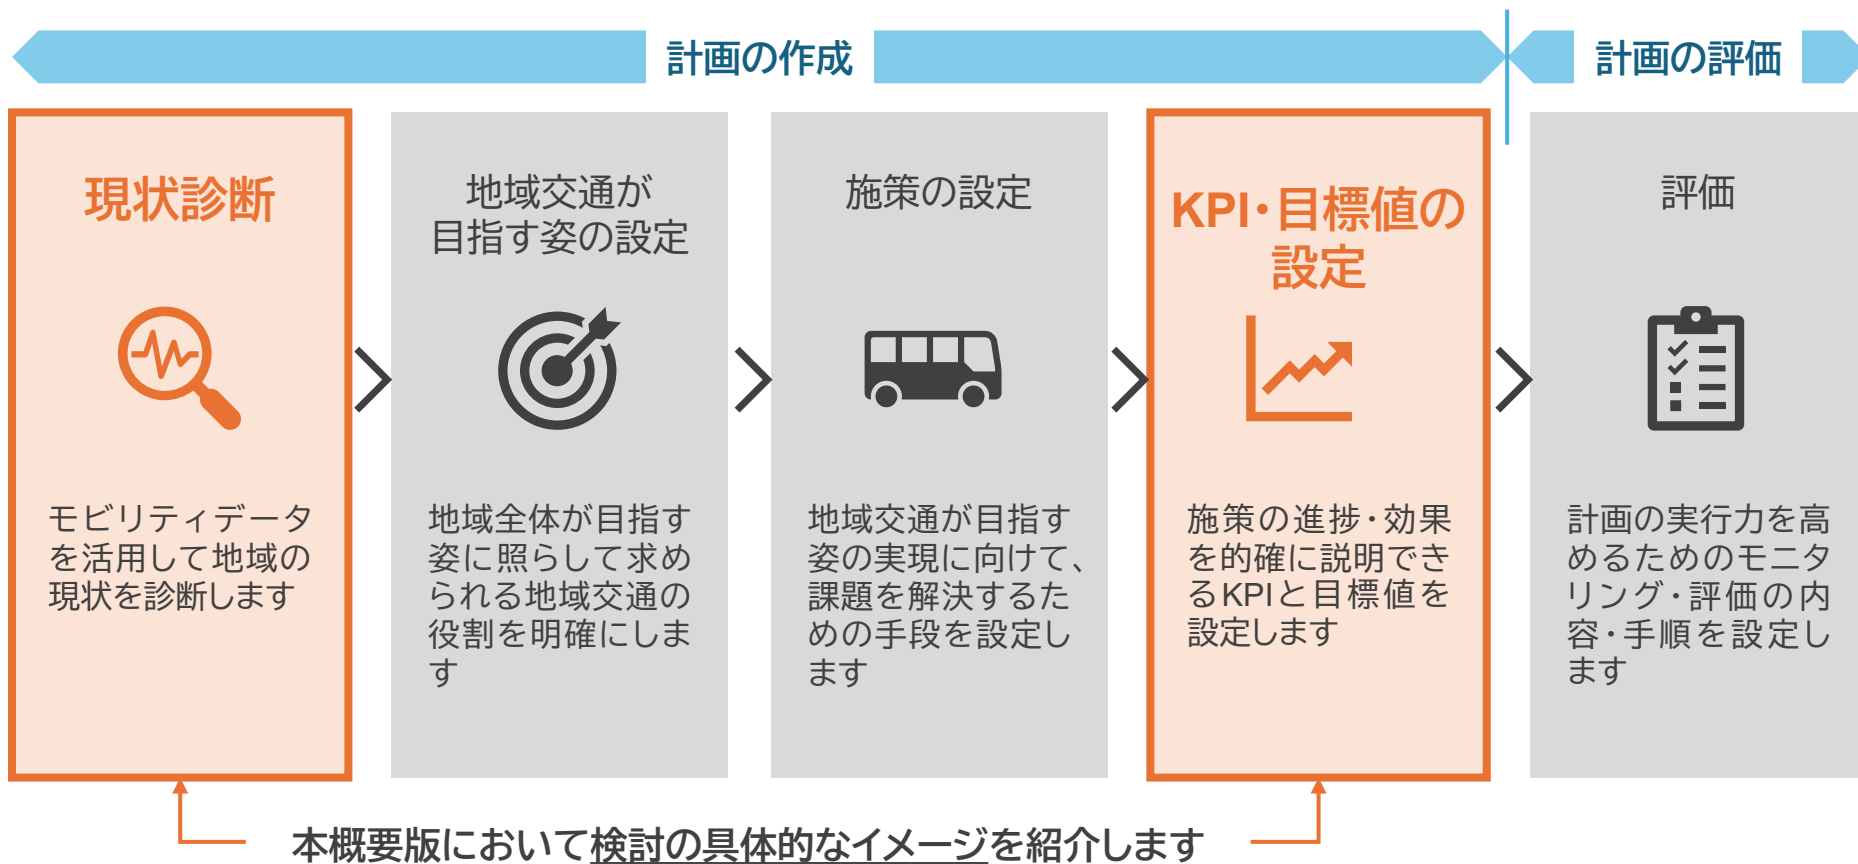 計画の作成
計画の評価
現状診断
モビリティデータ
を活用して地域の
現状を診断します
地域交通が
目指す姿の設定
地域全体が目指す
姿に照らして求め
られる地域交通の
役割を明確にしま
す
施策の設定
地域交通が目指す
姿の実現に向けて、
課題を解決するた
めの手段を設定し
ます
KPI・目標値の
設定
施策の進捗・効果
を的確に説明でき
るKPIと目標値を
設定します
評価
計画の実行力を高
めるためのモニタ
リング・評価の内
容・手順を設定し
ます
本概要版において検討の具体的なイメージを紹介します